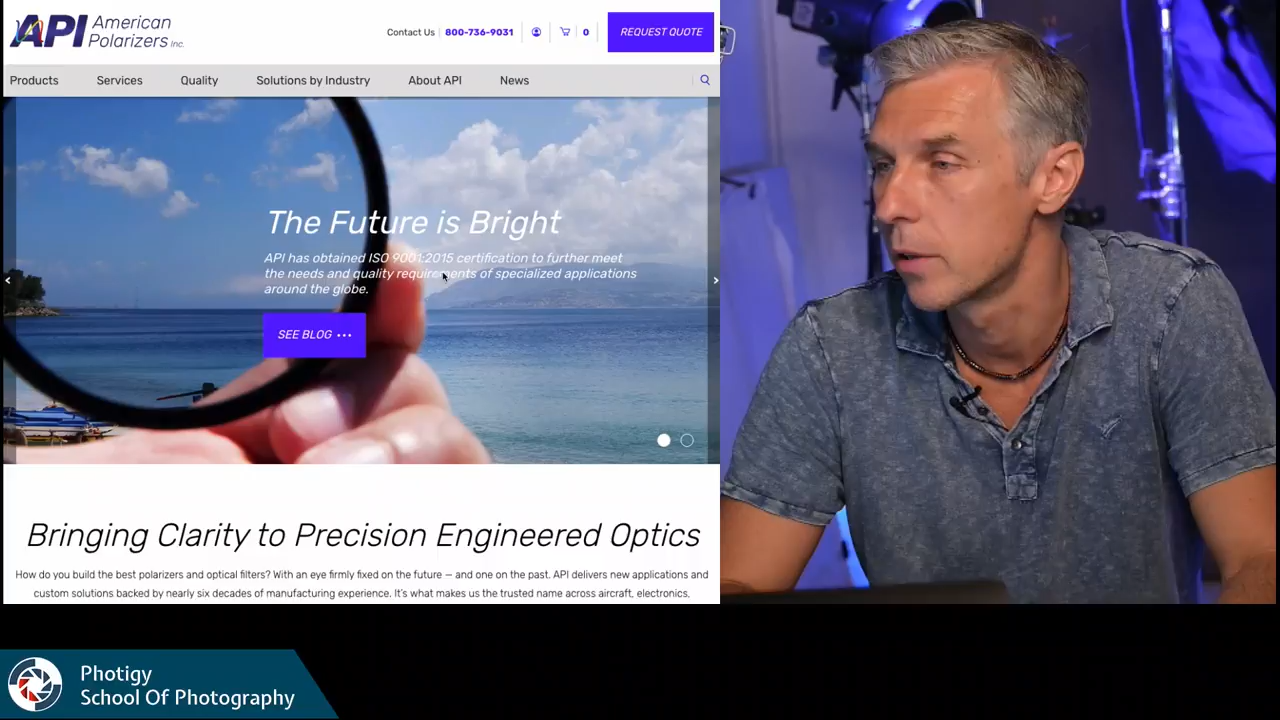 API American
Polarizers Inc.
Contact Us
800-736-9031
0
REQUEST QUOTE
Products
Services
Quality
Solutions by Industry
About API
News
The Future is Bright
API has obtained ISO 9001:2015 certification to further meet
the needs and quality requirements of specialized applications
around the globe.
SEE BLOG •••
Bringing Clarity to Precision Engineered Optics
How do you build the best polarizers and optical filters? With an eye firmly fixed on the future — and one on the past. API delivers new applications and
custom solutions backed by nearly six decades of manufacturing experience. It's what makes us the trusted name across aircraft, electronics,
Photigy
School Of Photography